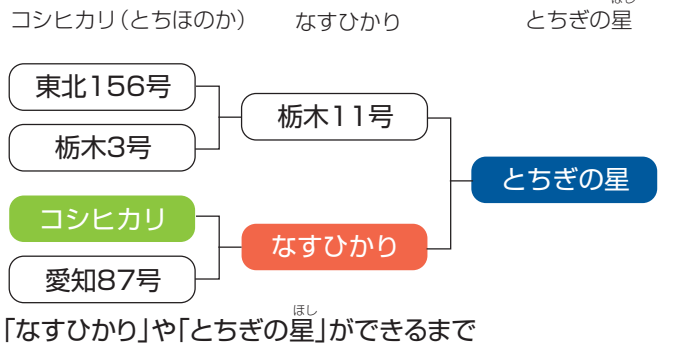 コシヒカリ(とちほのか) なすひかり とちぎの星
東北156号
栃木3号
栃木11号
とちぎの星
コシヒカリ
愛知87号
なすひかり
ほし
「なすひかり」や「とちぎの星」ができるまで